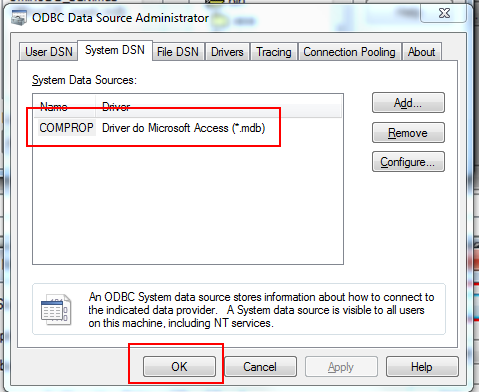 ODBC Data Source Administrator
User DSN System DSN File DSN Drivers Tracing Connection Pooling About
System Data Sources:
Name Driver
COMPROP Driver do Microsoft Access (*.mdb)
Add...
Remove
Configure...
An ODBC System data source stores information about how to connect to
the indicated data provider. A System data source is visible to all users
on this machine, including NT services.
OK Cancel Apply Help